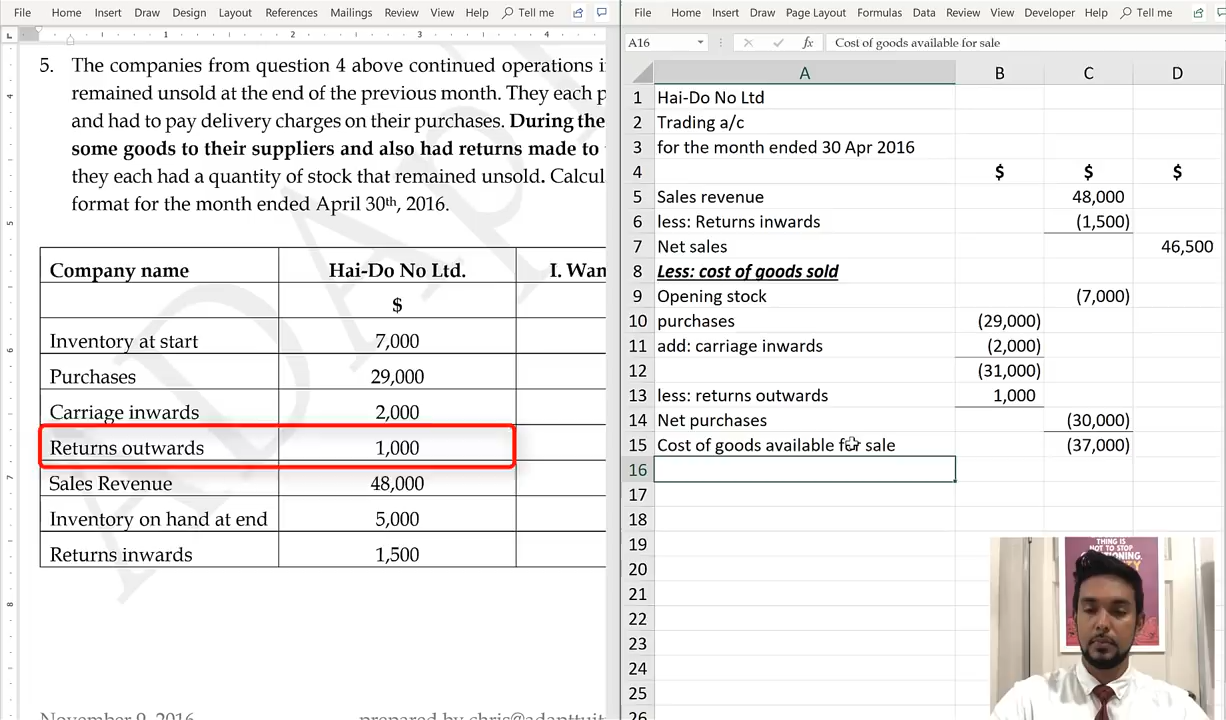 File Home Insert Draw Design Layout References Mailings Review View Help Tell me
File Home Insert Draw Page Layout Formulas Data Review View Developer Help Tell me
A16 fx Cost of goods available for sale
5. The companies from question 4 above continued operations
remained unsold at the end of the previous month. They each p
and had to pay delivery charges on their purchases. During the
some goods to their suppliers and also had returns made to
they each had a quantity of stock that remained unsold. Calcul
format for the month ended April 30th, 2016.
Company name Hai-Do No Ltd. I. Wan
$
Inventory at start 7,000
Purchases 29,000
Carriage inwards 2,000
Returns outwards 1,000
Sales Revenue 48,000
Inventory on hand at end 5,000
Returns inwards 1,500
November 9, 2016 prepared by chris@adapttuit
A B C D
1 Hai-Do No Ltd
2 Trading a/c
3 for the month ended 30 Apr 2016
4 $ $ $
5 Sales revenue 48,000
6 less: Returns inwards (1,500)
7 Net sales 46,500
8 Less: cost of goods sold
9 Opening stock (7,000)
10 purchases (29,000)
11 add: carriage inwards (2,000)
12 (31,000)
13 less: returns outwards 1,000
14 Net purchases (30,000)
15 Cost of goods available for sale (37,000)
16
17
18
19
20
21
22
23
24
25
26
THING IS
NOT TO STOP